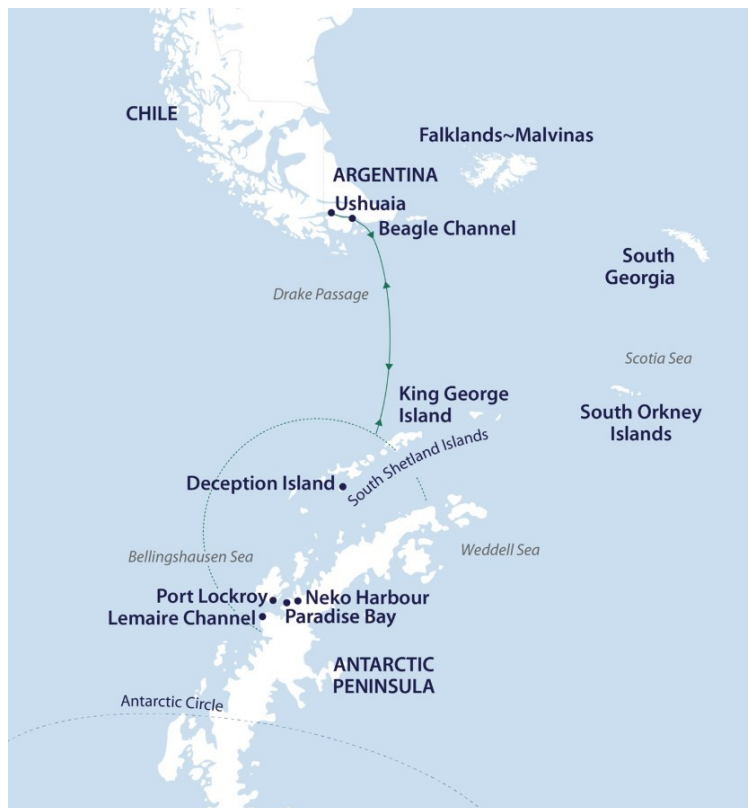 CHILE
Falklands~Malvinas
ARGENTINA
Ushuaia
Beagle Channel
South
Georgia
Drake Passage
Scotia Sea
King George
Island
South Orkney
Islands
South Shetland Islands
Deception Island
Bellingshausen Sea
Weddell Sea
Port Lockroy
Neko Harbour
Lemaire Channel
Paradise Bay
ANTARCTIC
PENINSULA
Antarctic Circle